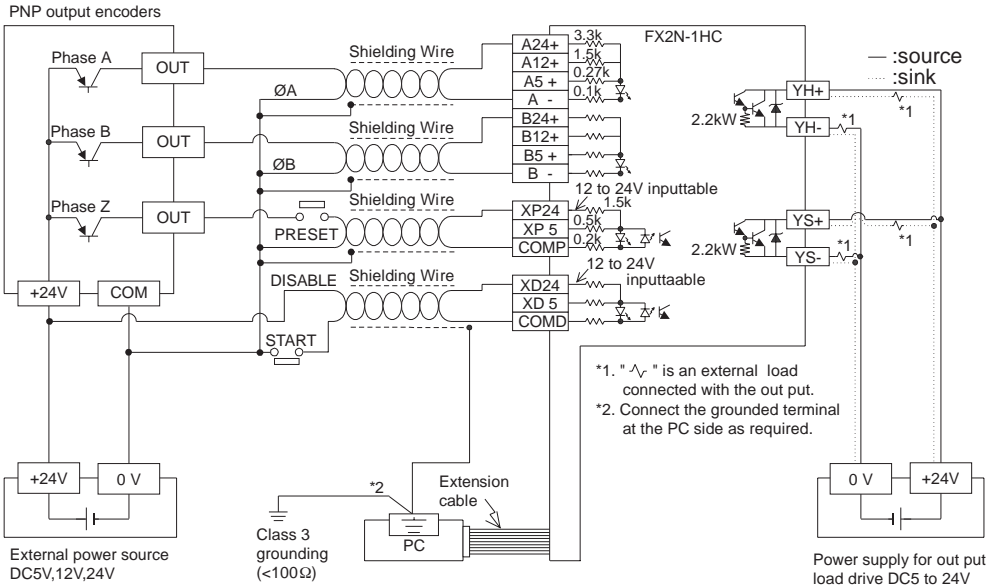 PNP output encoders
Phase A
OUT
Phase B
OUT
Phase Z
OUT
+24V
COM
ØA
ØB
Shielding Wire
Shielding Wire
Shielding Wire
PRESET
DISABLE
Shielding Wire
START
A24+
A12+
A5 +
A -
B24+
B12+
B5 +
B -
XP24
XP 5
COMP
XD24
XD 5
COMD
3.3k
1.5k
0.27k
0.1k
12 to 24V inputtable
1.5k
0.5k
0.2k
12 to 24V
inputtaable
FX2N-1HC
2.2kW
YH+
YH-
*1
*1
2.2kW
YS+
YS-
*1
*1
:source
:sink
*1. " " is an external load
connected with the out put.
*2. Connect the grounded terminal
at the PC side as required.
+24V
0 V
External power source
DC5V,12V,24V
*2
Class 3
grounding
(<100Ω)
PC
Extension
cable
0 V
+24V
Power supply for out put
load drive DC5 to 24V